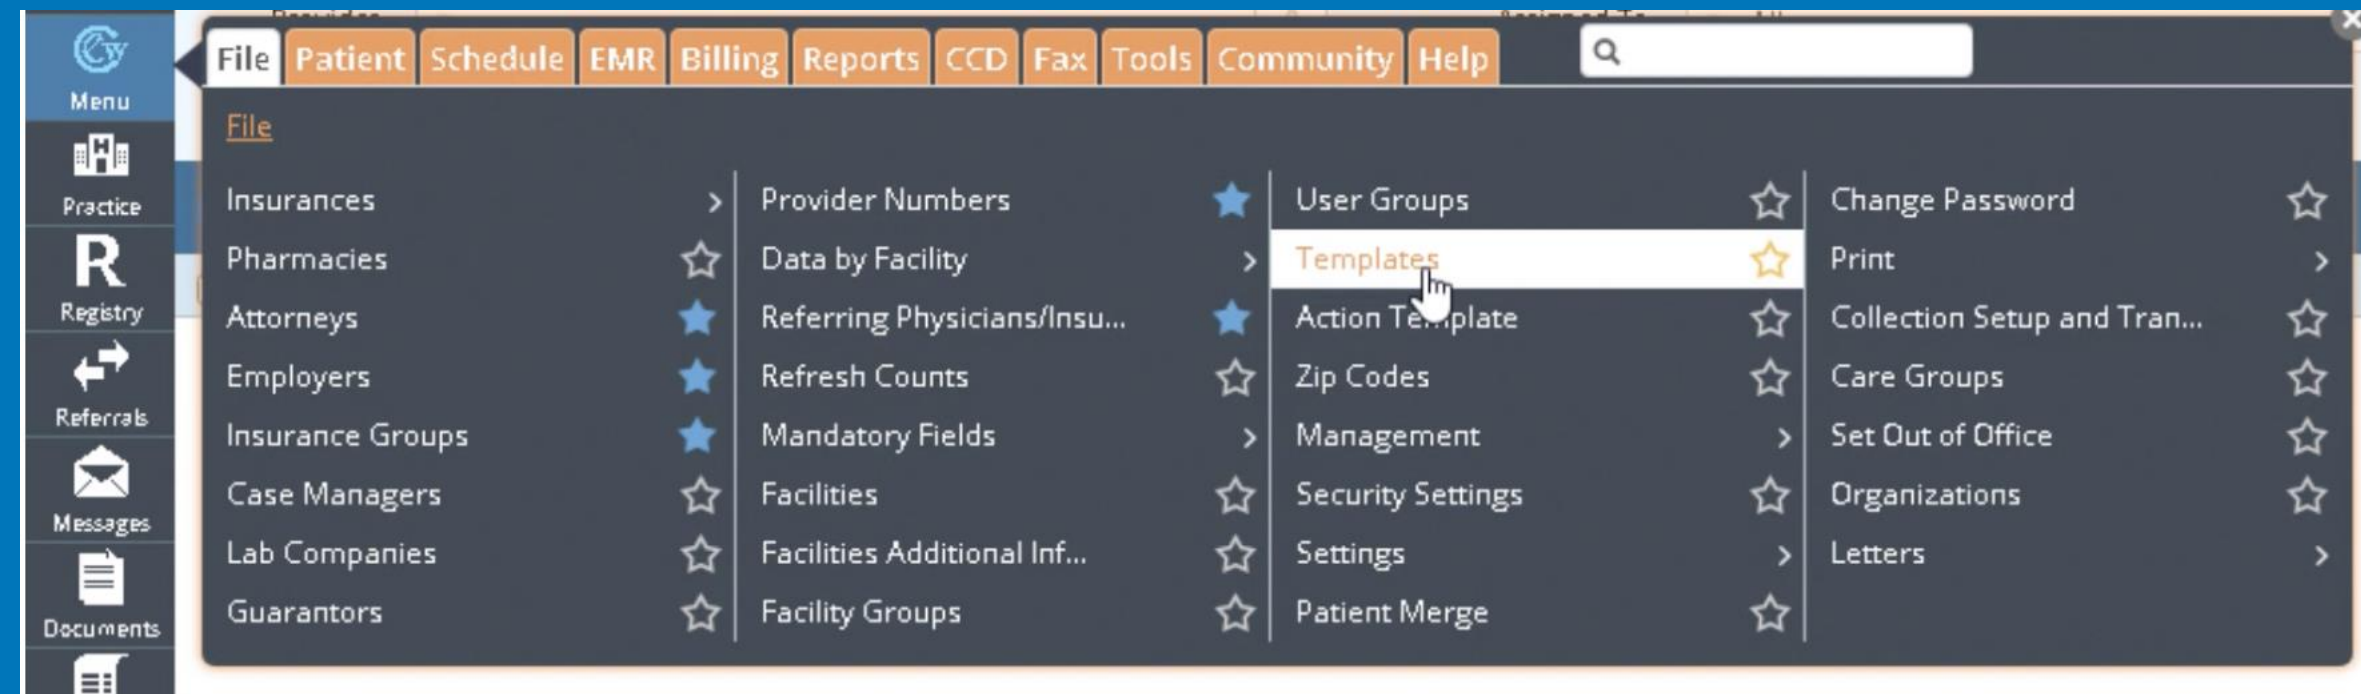 File Patient Schedule EMR Billing Reports CCD Fax Tools Community Help
File
Menu
Practice
Registry
Referrals
Messages
Documents
Insurances
Pharmacies
Attorneys
Employers
Insurance Groups
Case Managers
Lab Companies
Guarantors
Provider Numbers
Data by Facility
Referring Physicians/Insu...
Refresh Counts
Mandatory Fields
Facilities
Facilities Additional Inf...
Facility Groups
User Groups
Templates
Action Template
Zip Codes
Management
Security Settings
Settings
Patient Merge
Change Password
Print
Collection Setup and Tran...
Care Groups
Set Out of Office
Organizations
Letters